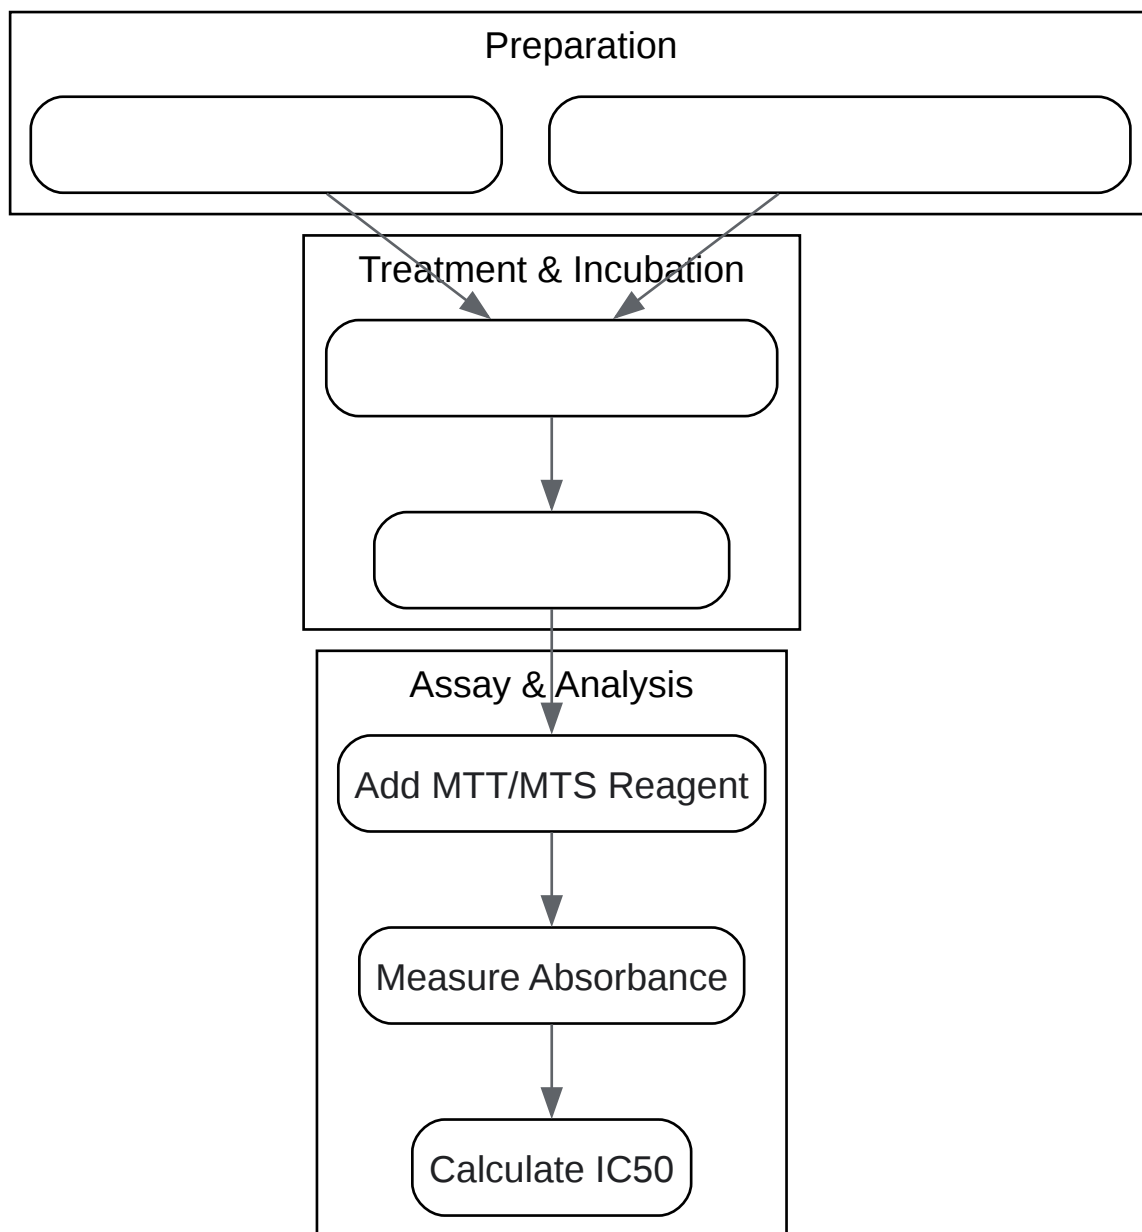 Preparation
Treatment & Incubation
Assay & Analysis
Add MTT/MTS Reagent
Measure Absorbance
Calculate IC50